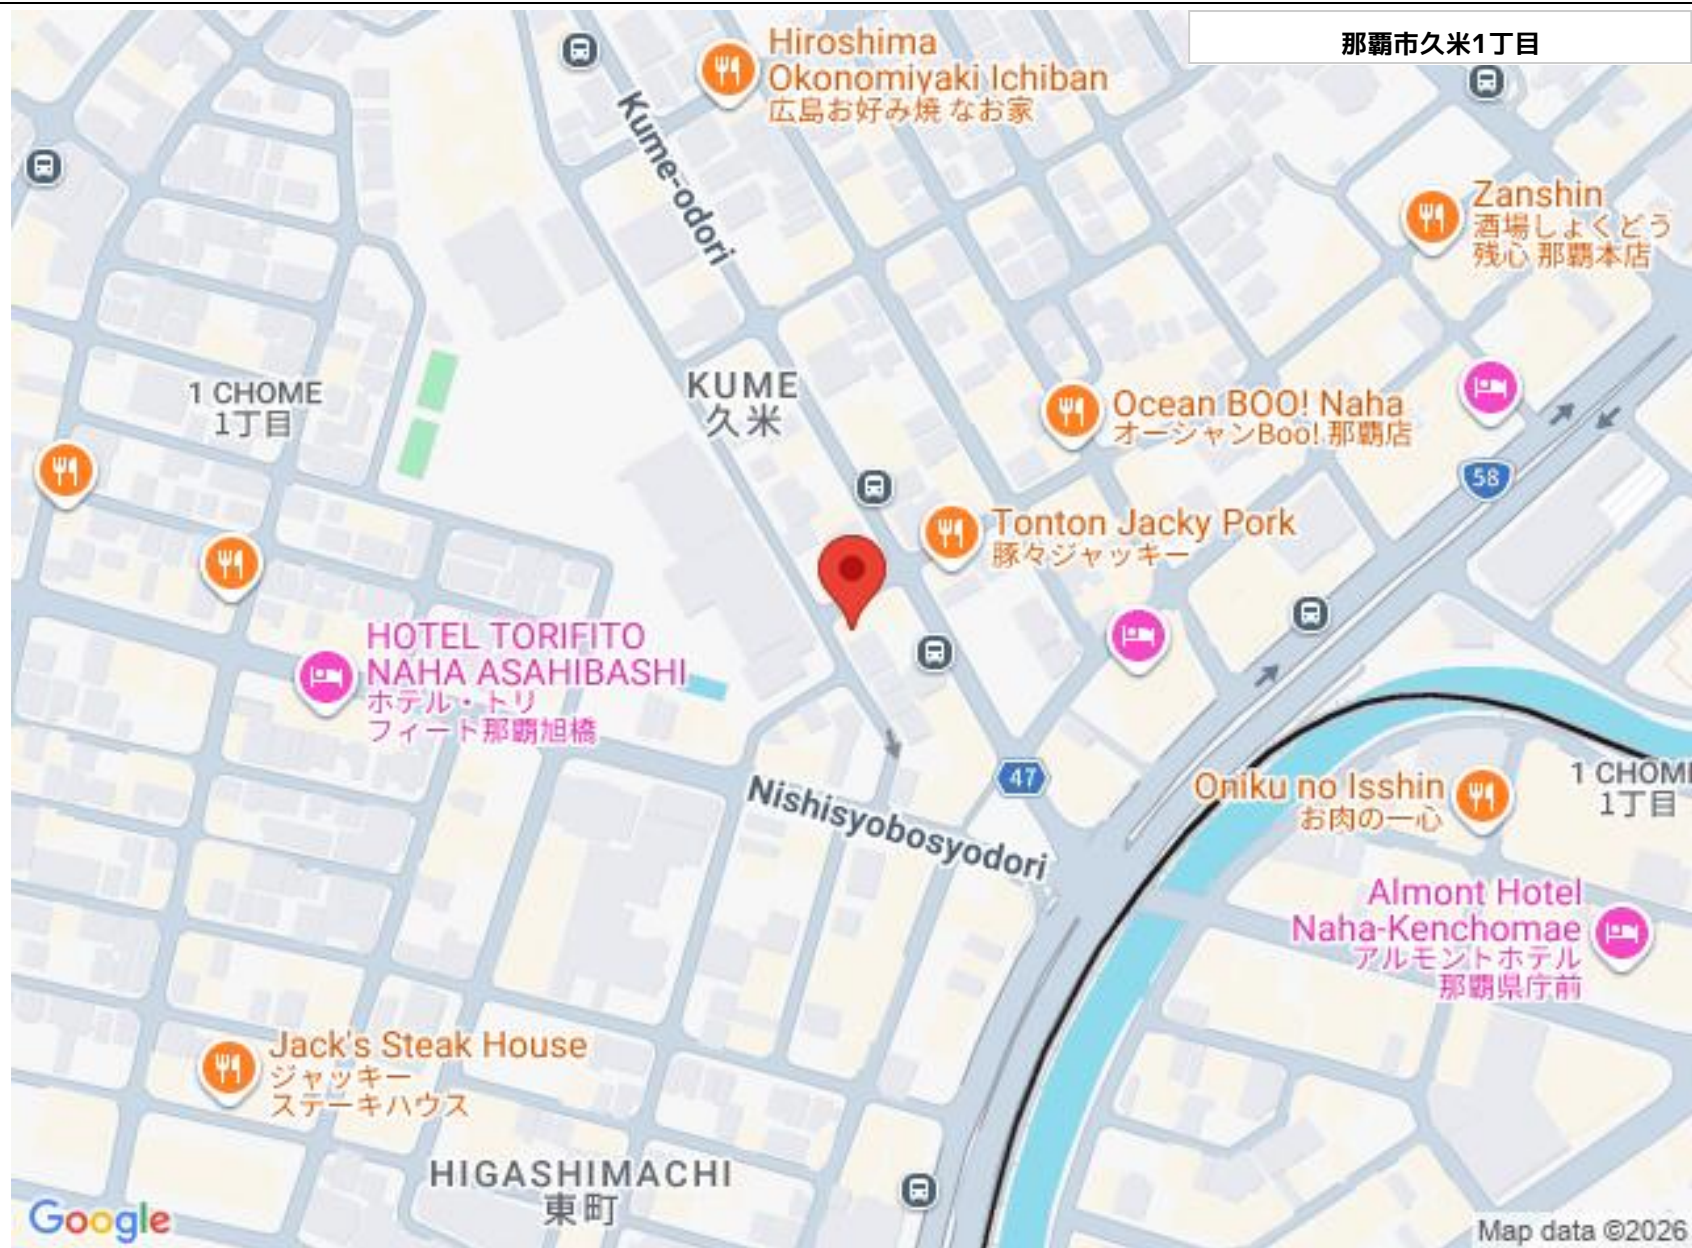 那覇市久米1丁目
Hiroshima
Okonomiyaki Ichiban
広島お好み焼 なお家
Kume-odori
Zanshin
酒場しょくどう
残心 那覇本店
1 CHOME
1丁目
KUME
久米
Ocean BOO! Naha
オーシャンBoo! 那覇店
58
Tonton Jacky Pork
豚々ジャッキー
HOTEL TORIFITO
NAHA ASAHIBASHI
ホテル・トリ
フィート那覇旭橋
47
Nishisyobosyodori
Oniku no Isshin
お肉の一心
1 CHOM
1丁目
Almont Hotel
Naha-Kenchomae
アルモントホテル
那覇県庁前
Jack's Steak House
ジャッキー
ステーキハウス
HIGASHIMACHI
東町
Google
Map data ©2026